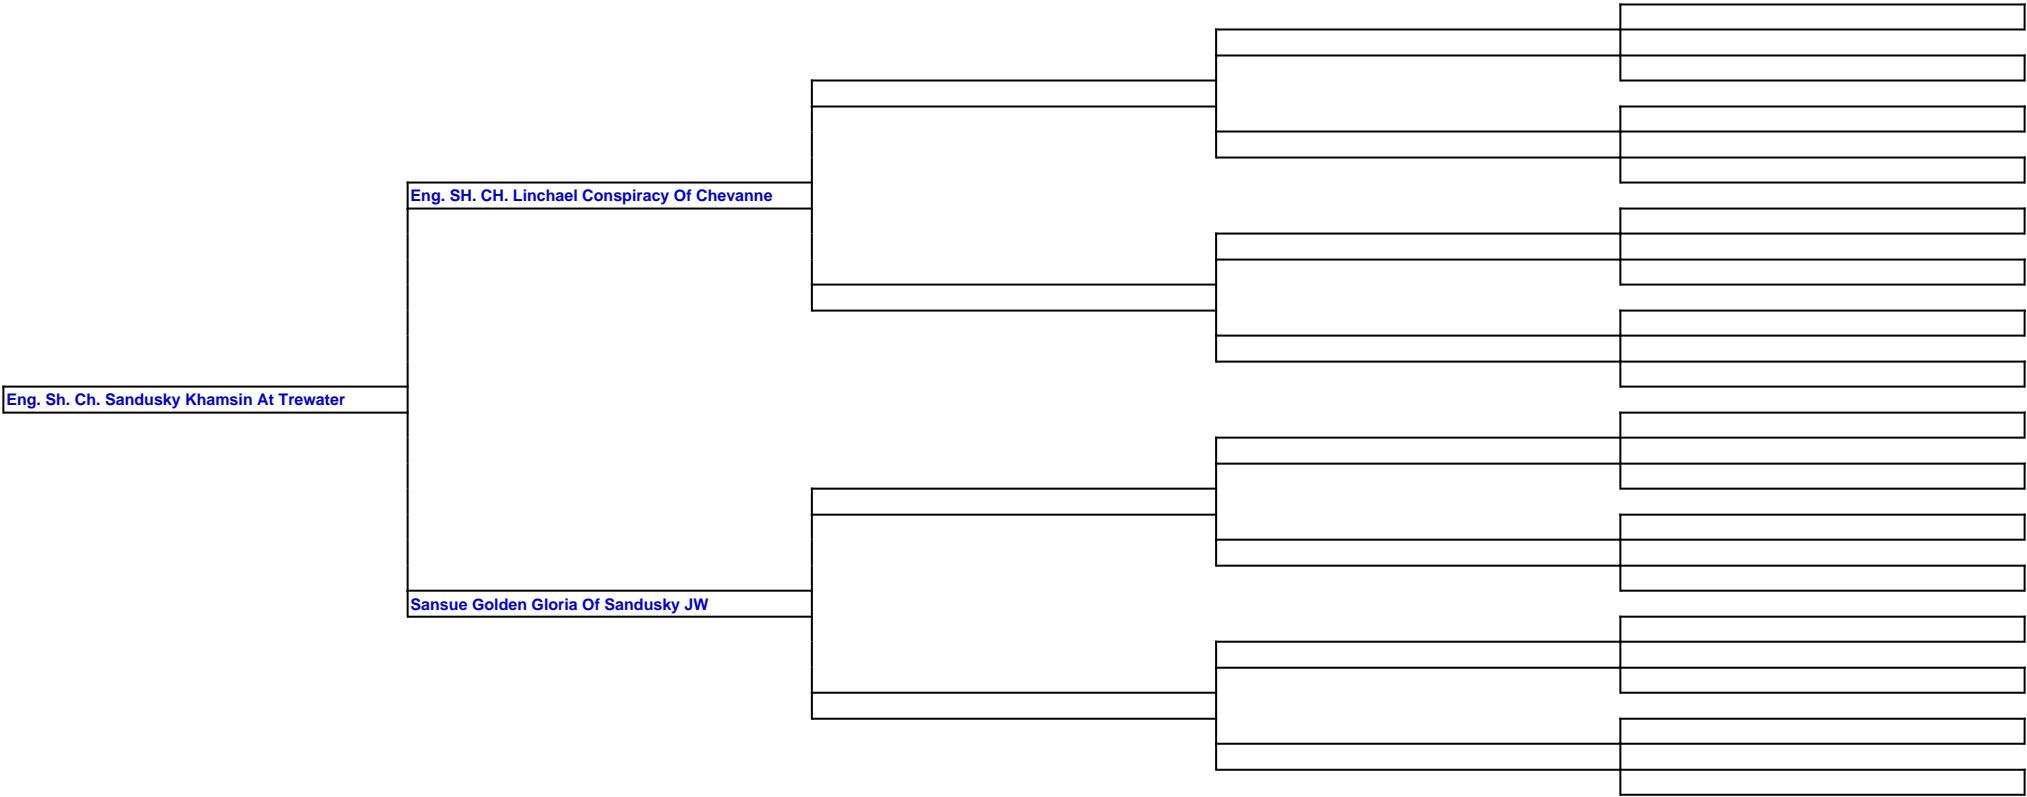 Eng. SH. CH. Linchael Conspiracy Of Chevanne
Eng. Sh. Ch. Sandusky Khamsin At Trewater
Sansue Golden Gloria Of Sandusky JW